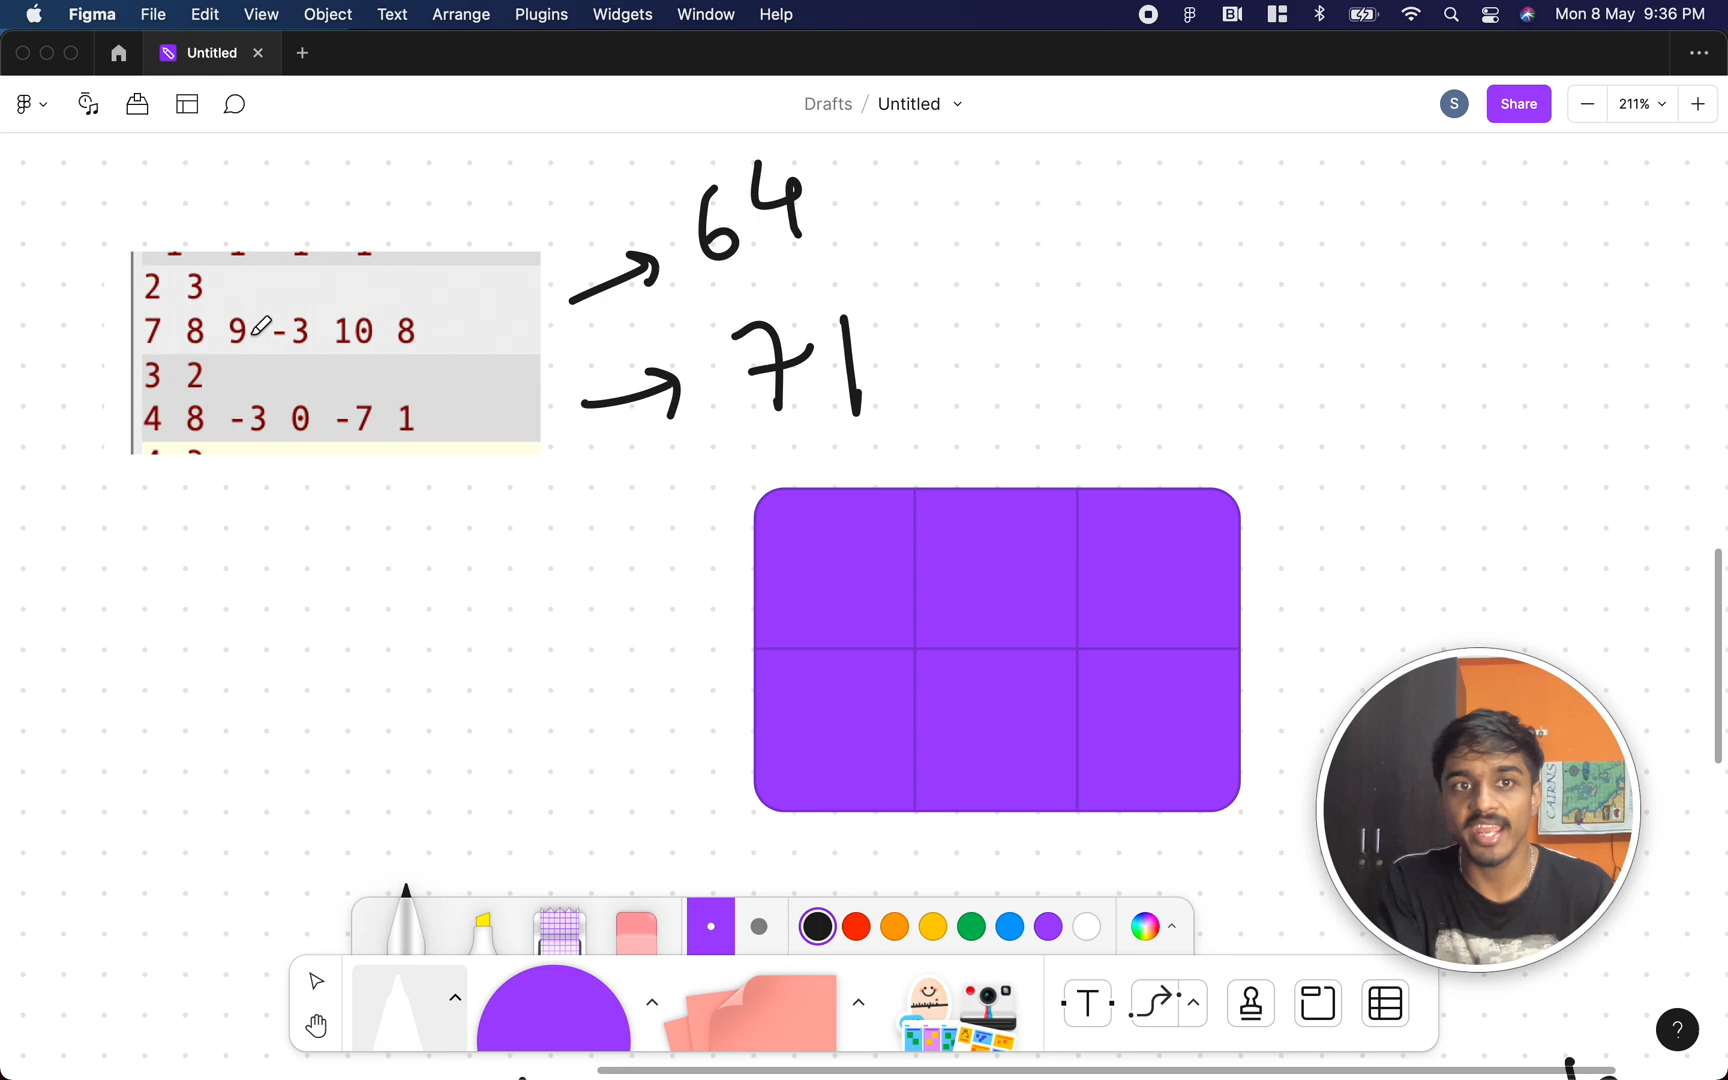 Figma File Edit View Object Text Arrange Plugins Widgets Window Help Mon 8 May 9:36 PM
Untitled
Drafts / Untitled S Share 211%
64
2 3
7 8 9 -3 10 8
71
3 2
4 8 -3 0 -7 1
CAIRNS
T
?